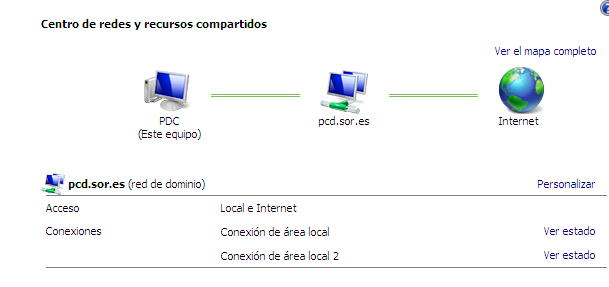 Centro de redes y recursos compartidos
Ver el mapa completo
PDC
(Este equipo)
pcd.sor.es
Internet
pcd.sor.es (red de dominio)
Personalizar
Acceso
Local e Internet
Conexiones
Conexión de área local
Ver estado
Conexión de área local 2
Ver estado